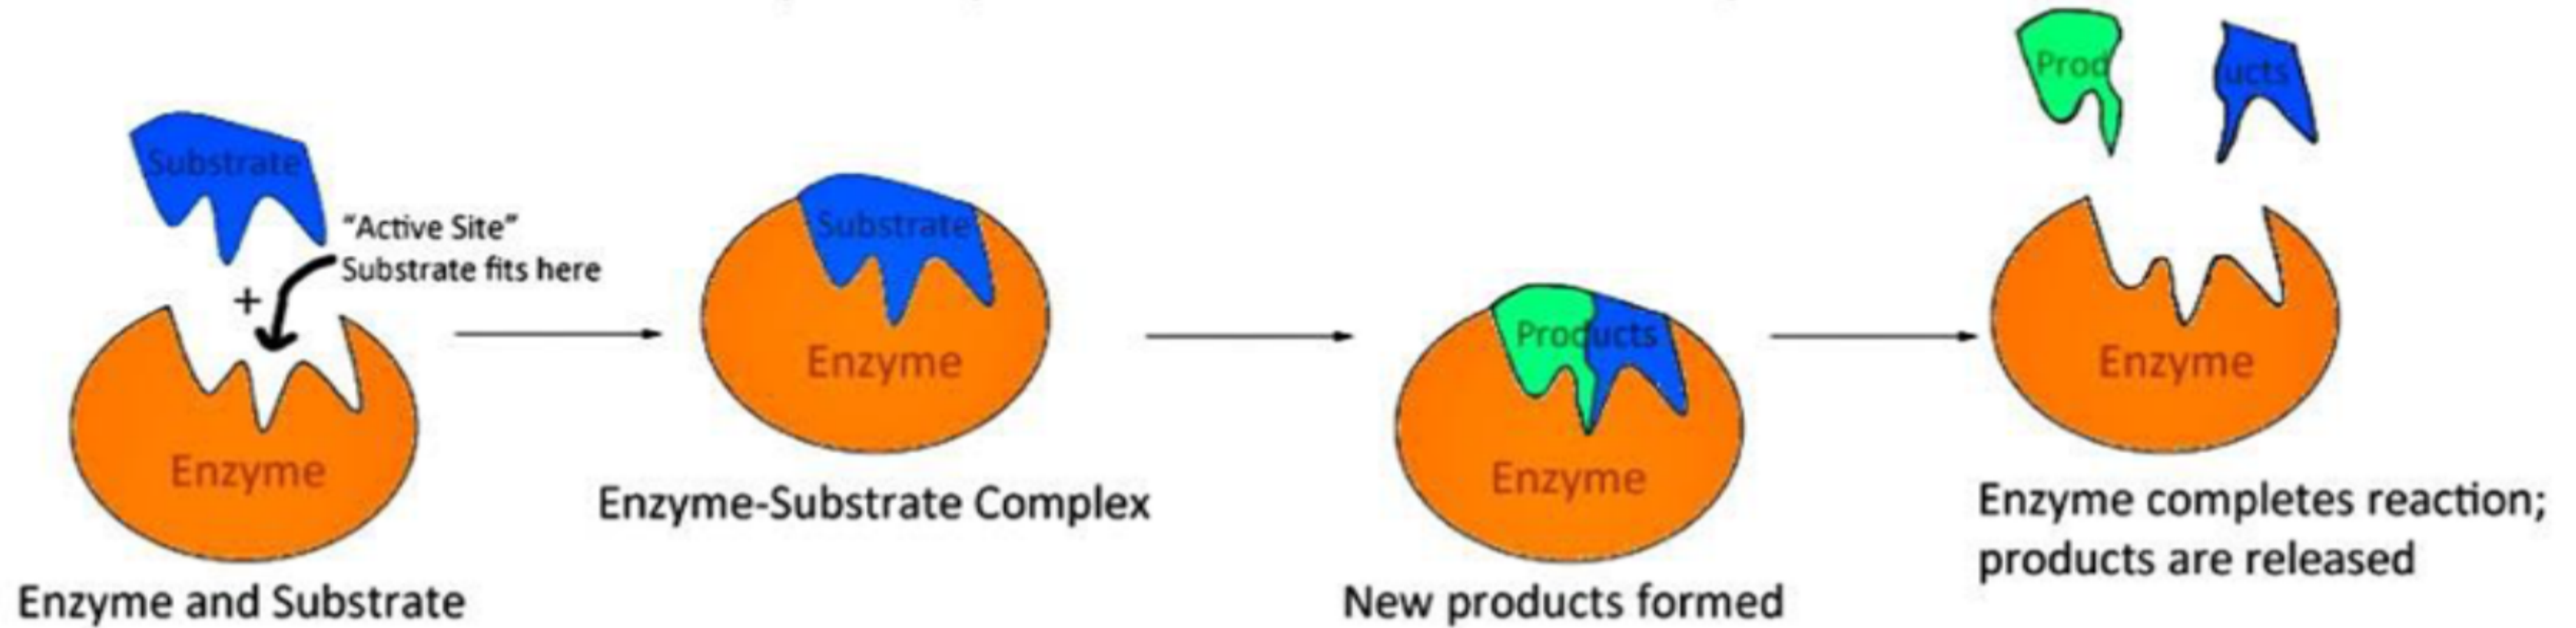 Substrate
"Active Site"
Substrate fits here
+
Enzyme
Enzyme and Substrate
Substrate
Enzyme
Enzyme-Substrate Complex
Products
Enzyme
New products formed
Prod
ucts
Enzyme
Enzyme completes reaction;
products are released